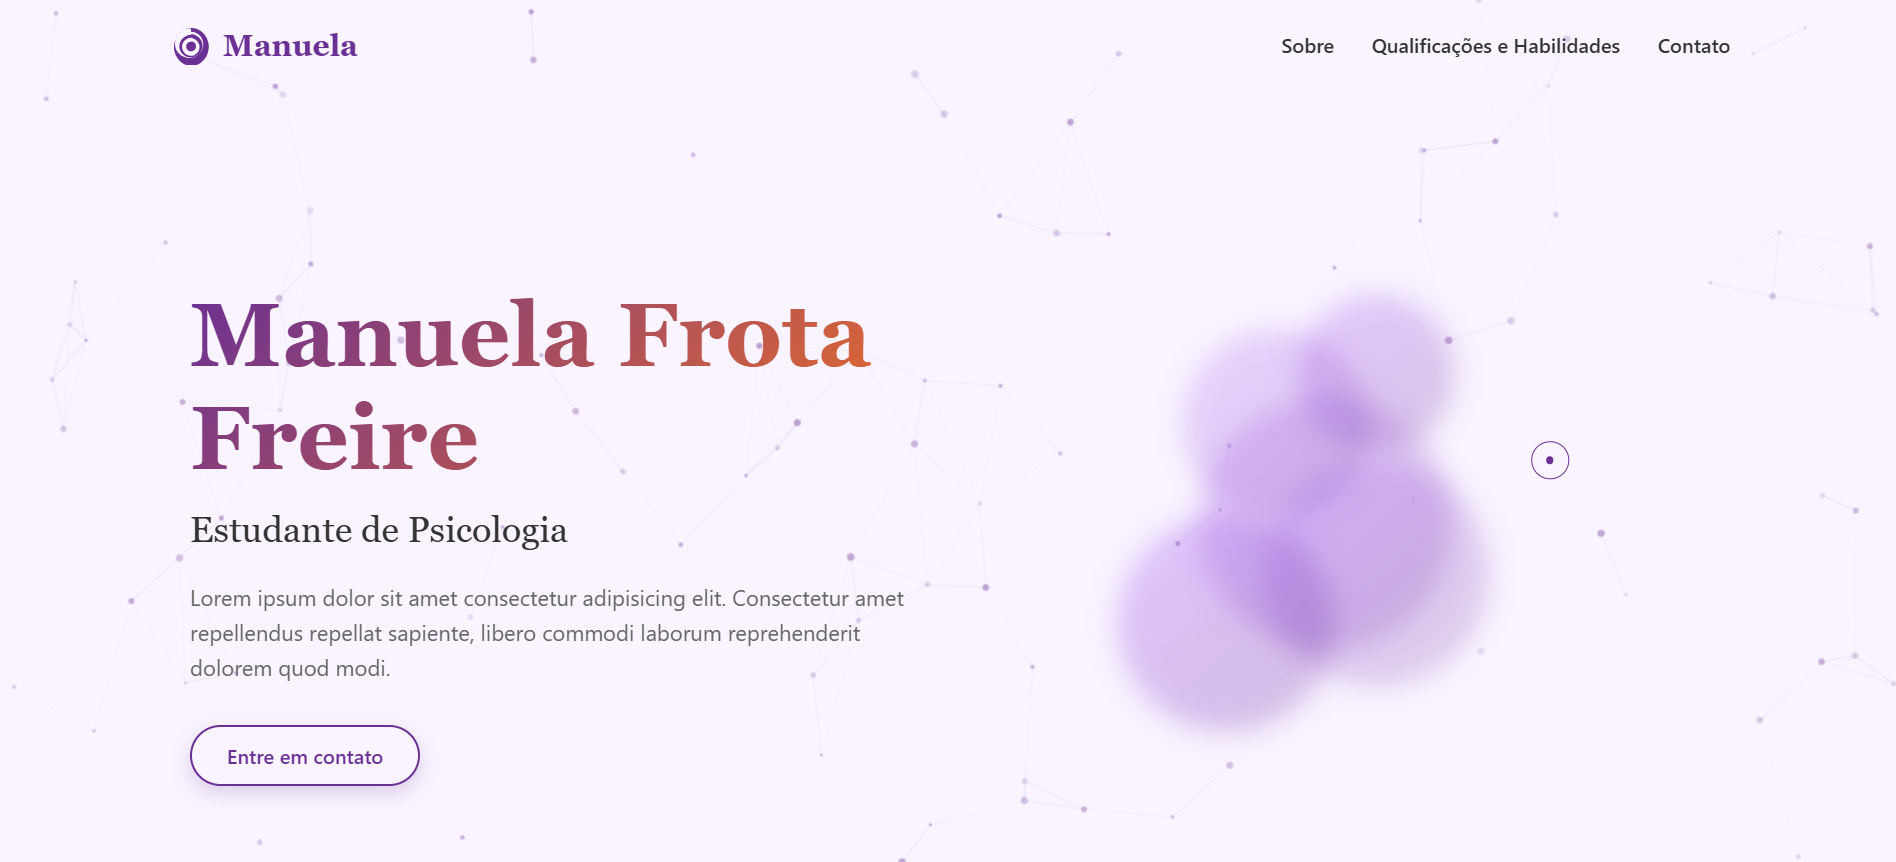 Manuela
Sobre
Qualificações e Habilidades
Contato
Manuela Frota
Freire
Estudante de Psicologia
Lorem ipsum dolor sit amet consectetur adipisicing elit. Consectetur amet
repellendus repellat sapiente, libero commodi laborum reprehenderit
dolorem quod modi.
Entre em contato